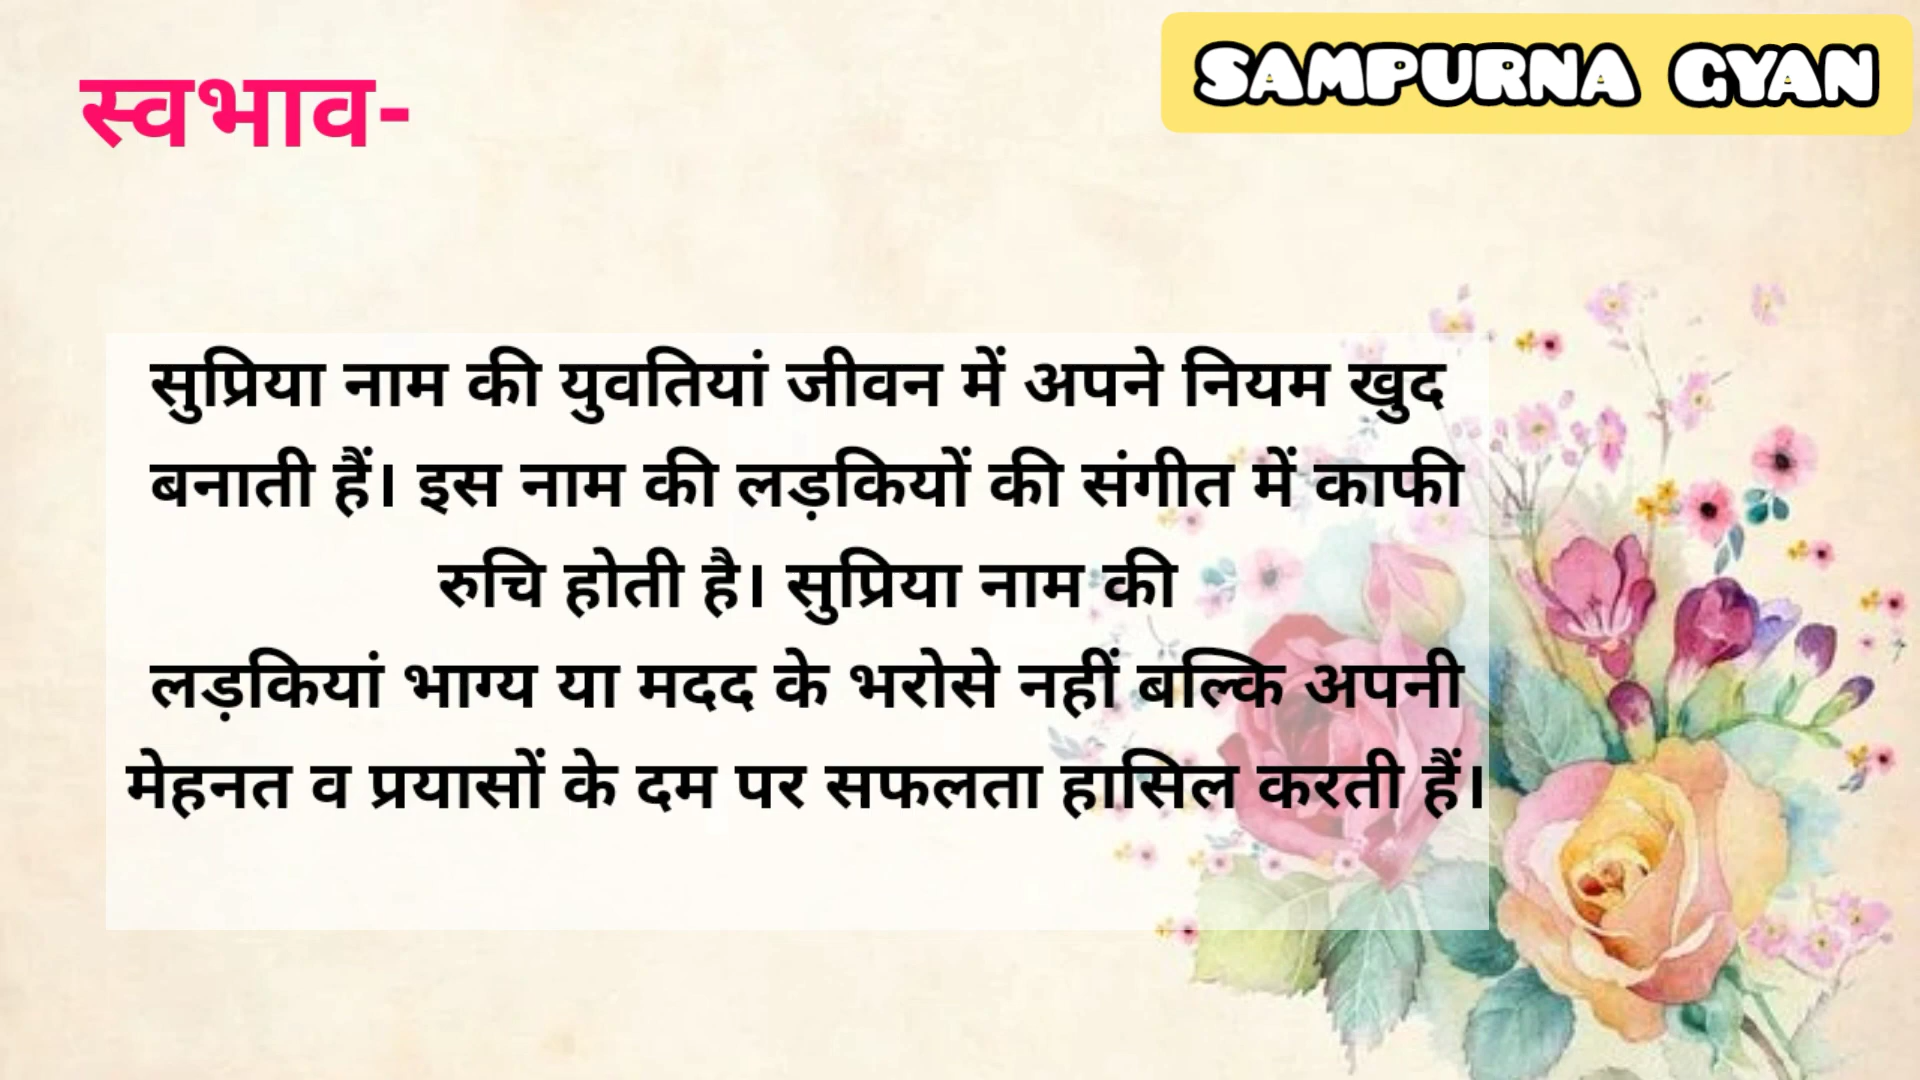 स्वभाव-
SAMPURNA GYAN
सुप्रिया नाम की युवतियां जीवन में अपने नियम खुद
बनाती हैं। इस नाम की लड़कियों की संगीत में काफी
रुचि होती है। सुप्रिया नाम की
लड़कियां भाग्य या मदद के भरोसे नहीं बल्कि अपनी
मेहनत व प्रयासों के दम पर सफलता हासिल करती हैं।